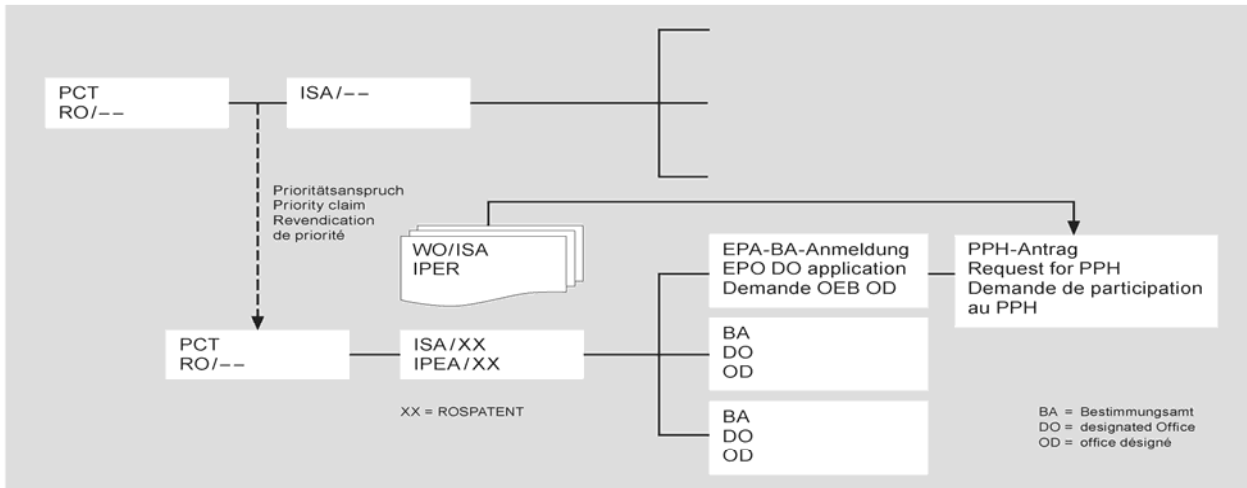 PCT
RO/––
ISA/––
Prioritätsanspruch
Priority claim
Revendication
de priorité
WO/ISA
IPER
EPA-BA-Anmeldung
EPO DO application
Demande OEB OD
PPH-Antrag
Request for PPH
Demande de participation
au PPH
PCT
RO/––
ISA/XX
IPEA/XX
BA
DO
OD
XX = ROSPATENT
BA
DO
OD
BA = Bestimmungsamt
DO = designated Office
OD = office désigné